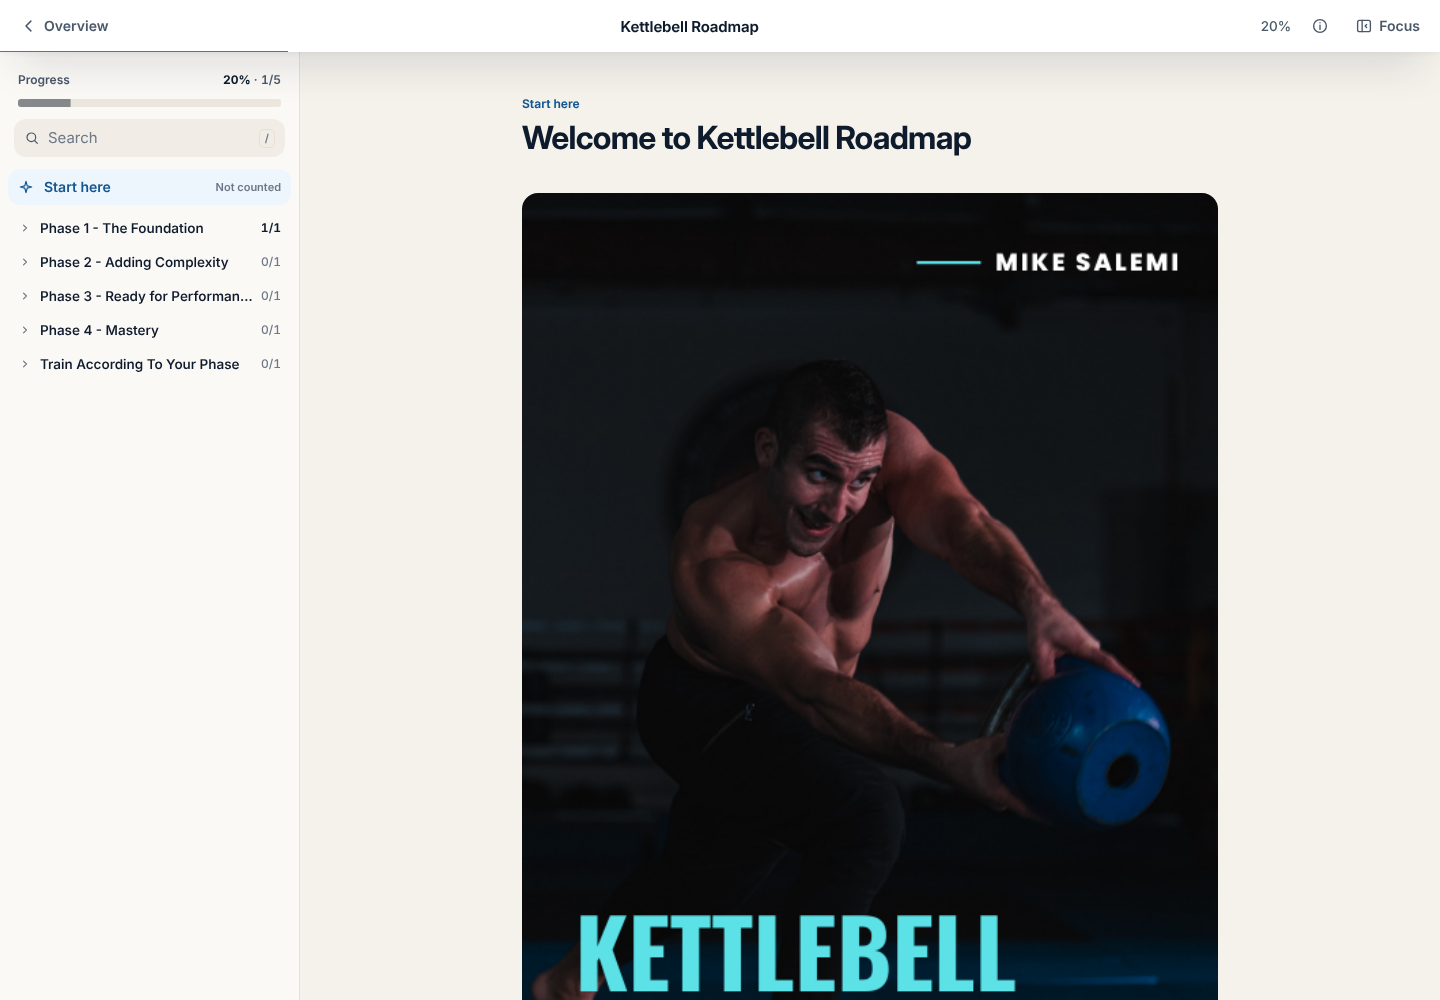 Overview
Kettlebell Roadmap
20%
Focus
Progress
20% · 1/5
Search
/
Start here
Not counted
Phase 1 - The Foundation
1/1
Phase 2 - Adding Complexity
0/1
Phase 3 - Ready for Performan...
0/1
Phase 4 - Mastery
0/1
Train According To Your Phase
0/1
Start here
Welcome to Kettlebell Roadmap
MIKE SALEMI
KETTLEBELL